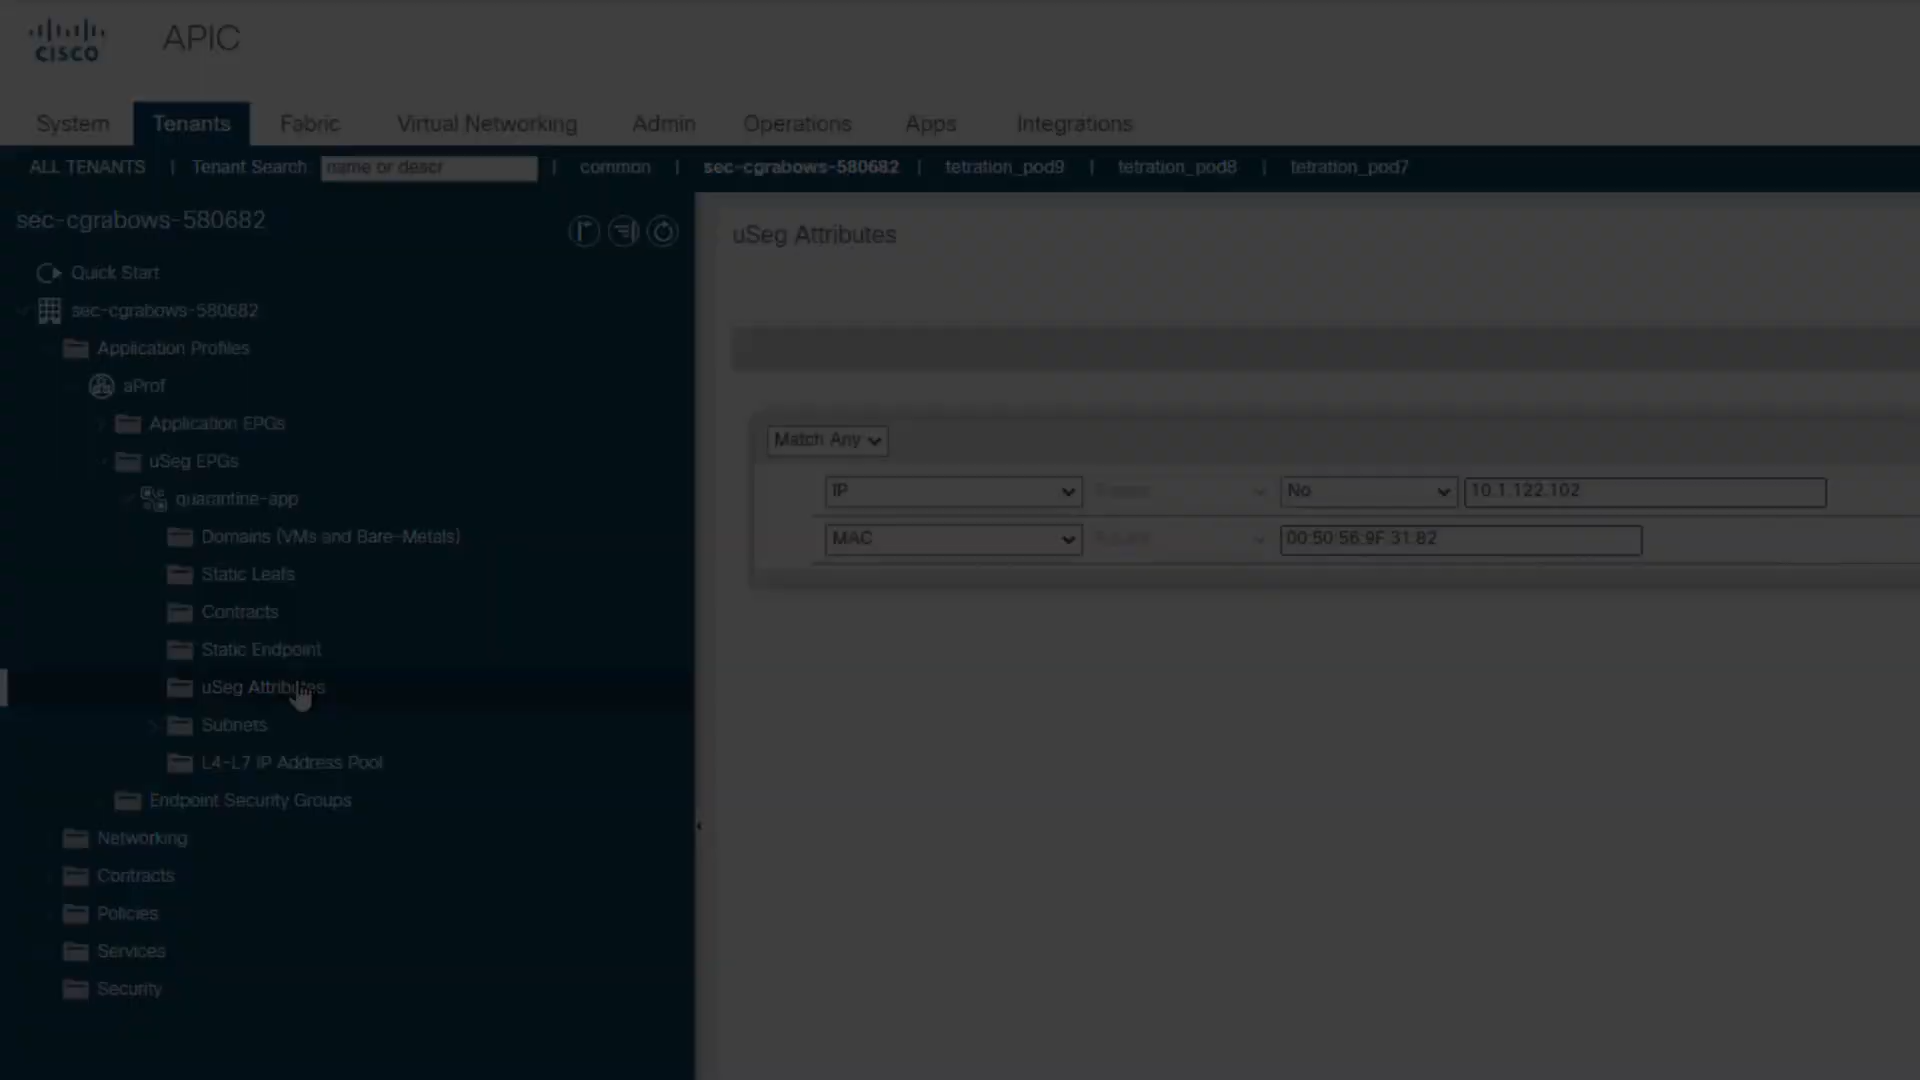 CISCO
APIC
System Tenants Fabric Virtual Networking Admin Operations Apps Integrations
ALL TENANTS | Tenant Search: name or descr | common | sec-cgrabows-580682 | tetration_pod9 | tetration_pod8 | tetration_pod7
sec-cgrabows-580682
Quick Start
sec-cgrabows-580682
Application Profiles
aProf
Application EPGs
uSeg EPGs
quarantine-app
Domains (VMs and Bare-Metals)
Static Leafs
Contracts
Static Endpoint
uSeg Attributes
Subnets
L4-L7 IP Address Pool
Endpoint Security Groups
Networking
Contracts
Policies
Services
Security
uSeg Attributes
Match Any
IP No 10.1.122.102
MAC 00:50:56:9F:31:82